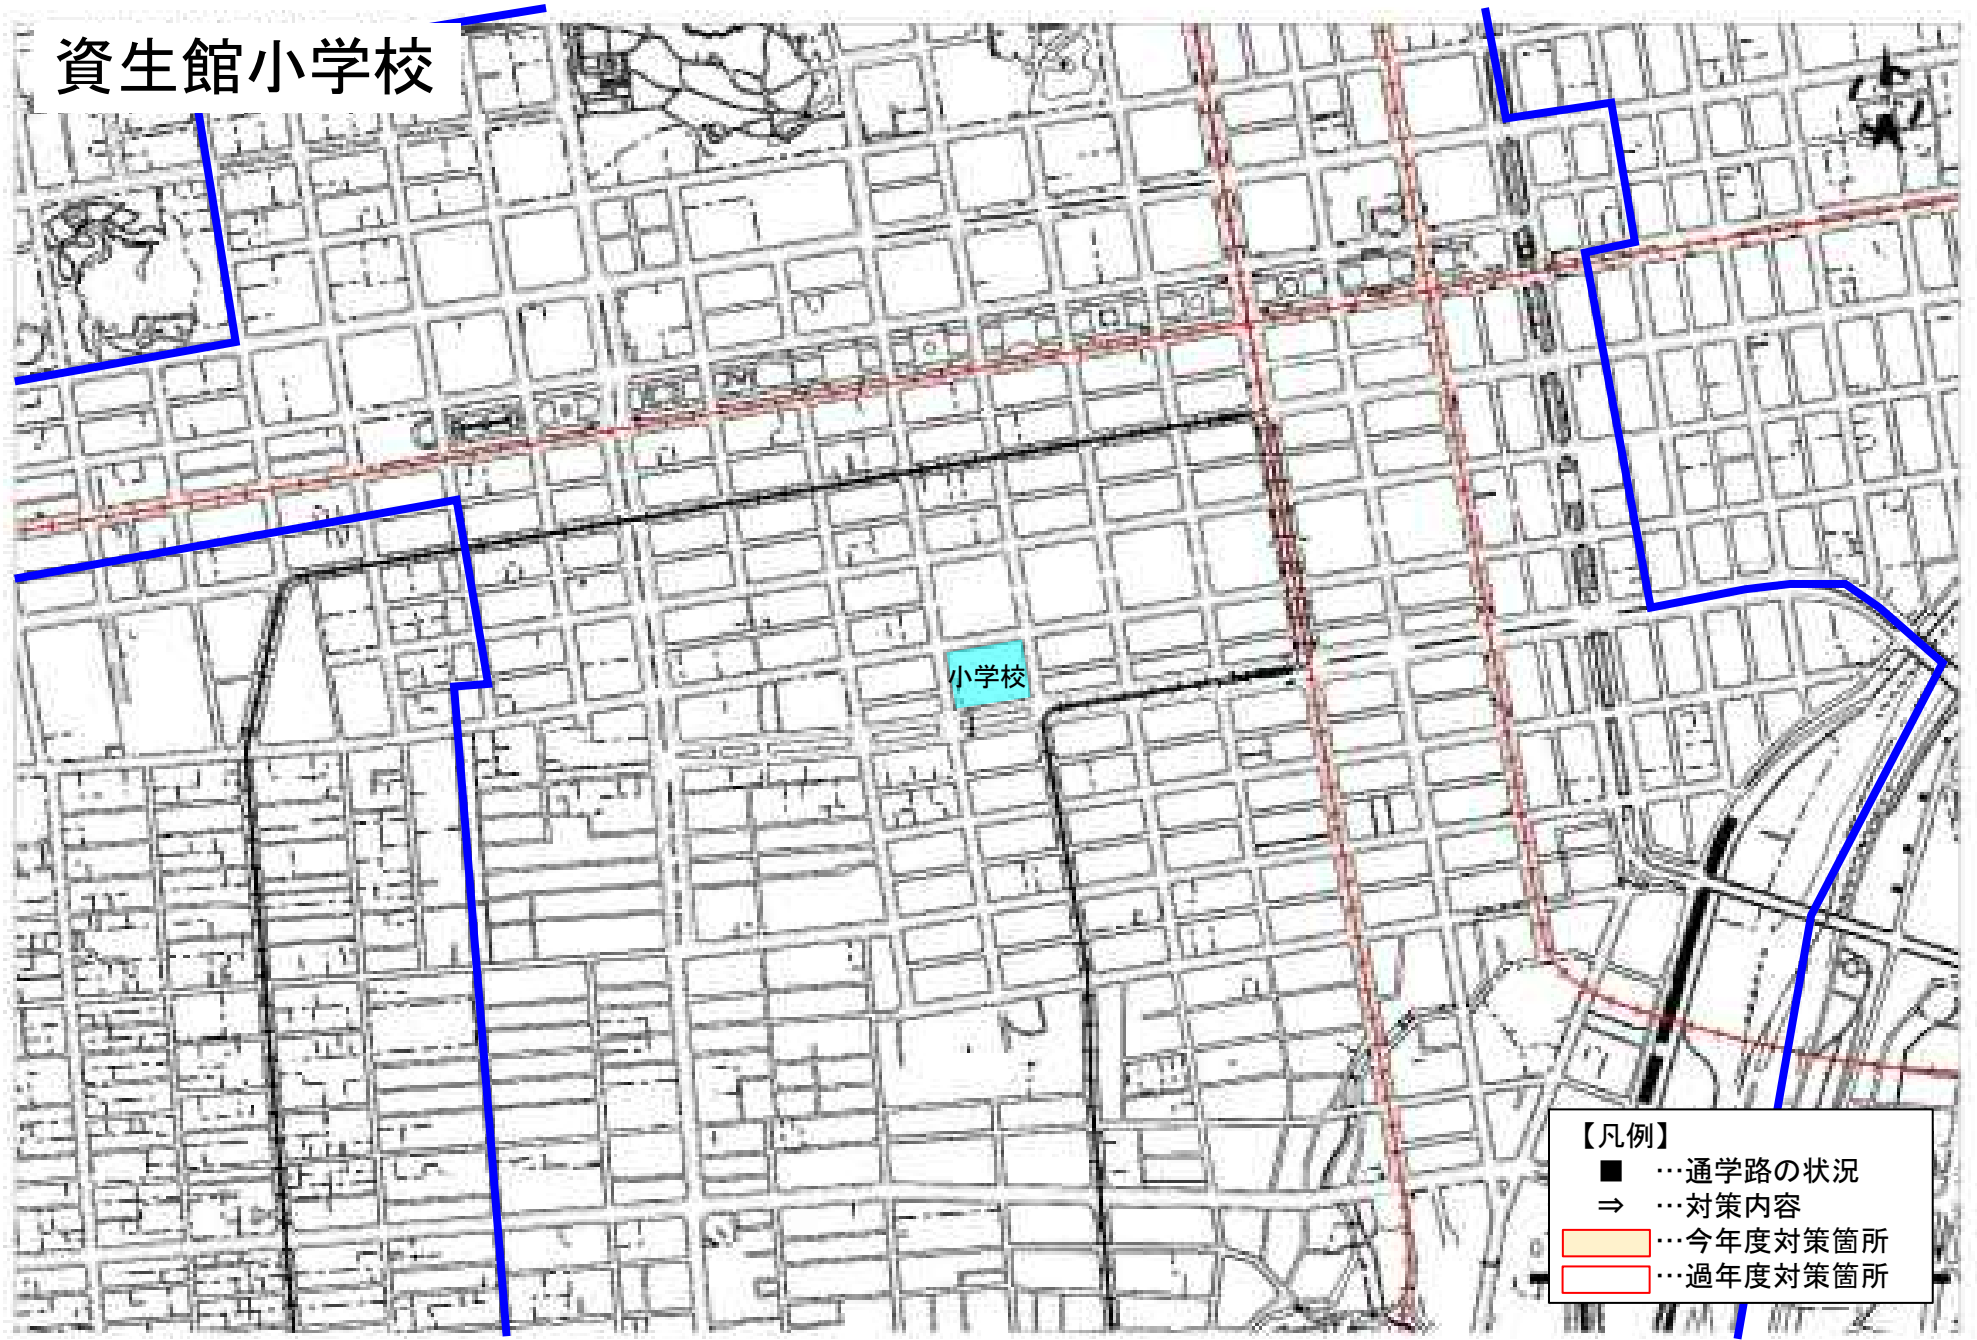 資生館小学校
小学校
【凡例】
■ …通学路の状況
⇒ …対策内容
…今年度対策箇所
…過年度対策箇所